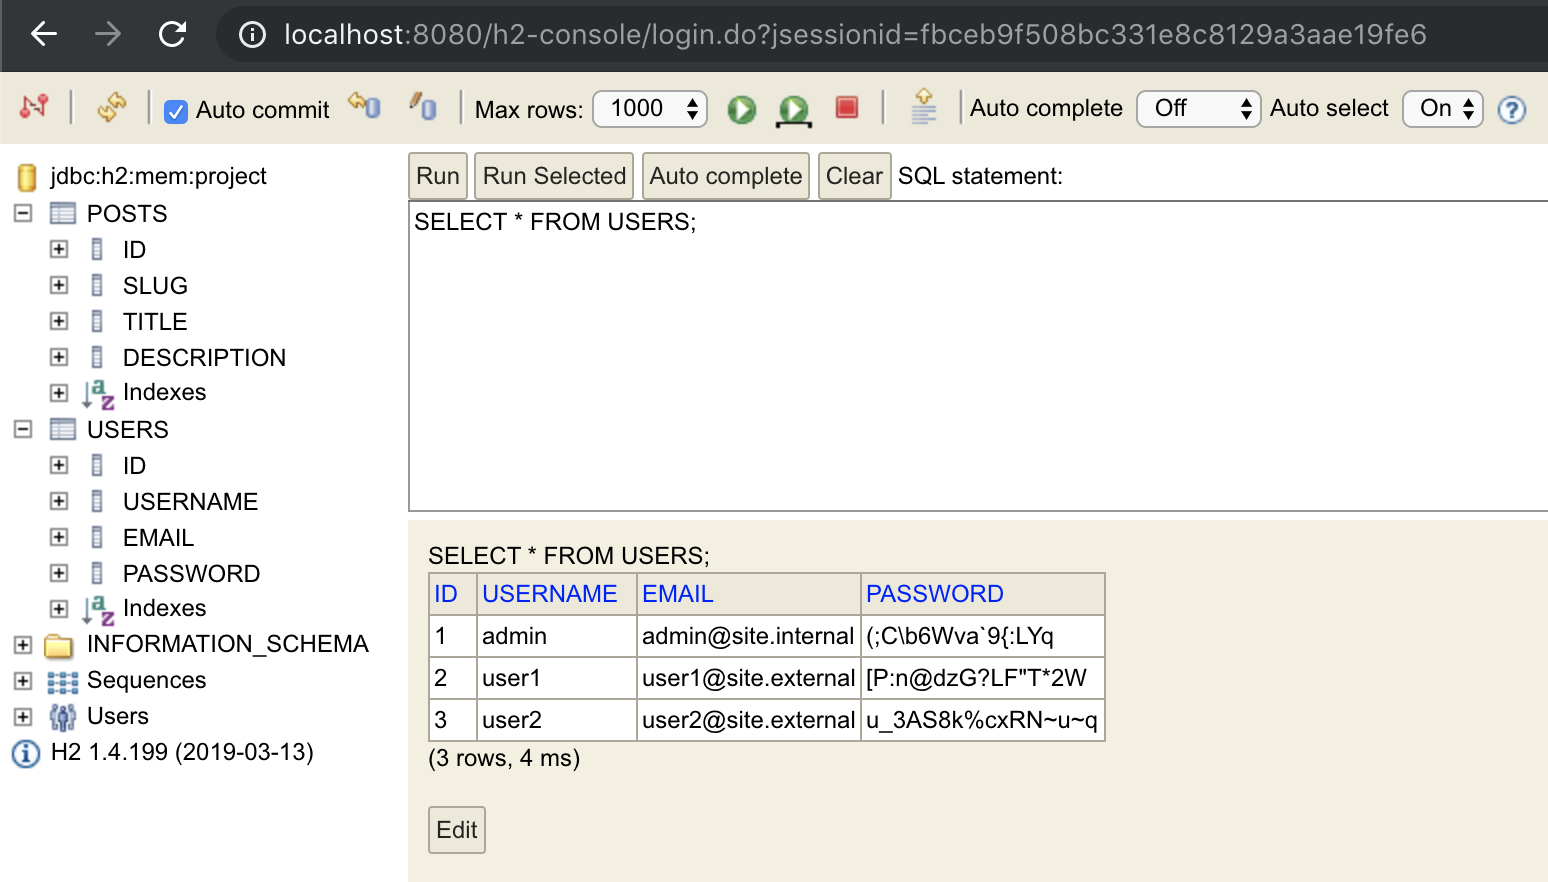 localhost:8080/h2-console/login.do?jsessionid=fbceb9f508bc331e8c8129a3aae19fe6
Auto commit Max rows: 1000 Auto complete Off Auto select On ?
jdbc:h2:mem:project
POSTS
ID
SLUG
TITLE
DESCRIPTION
Indexes
USERS
ID
USERNAME
EMAIL
PASSWORD
Indexes
INFORMATION_SCHEMA
Sequences
Users
H2 1.4.199 (2019-03-13)
Run Run Selected Auto complete Clear SQL statement:
SELECT * FROM USERS;
SELECT * FROM USERS;
ID USERNAME EMAIL PASSWORD
1 admin admin@site.internal (;C\b6Wva`9{:LYq
2 user1 user1@site.external [P:n@dzG?LF"T*2W
3 user2 user2@site.external u_3AS8k%cxRN~u~q
(3 rows, 4 ms)
Edit